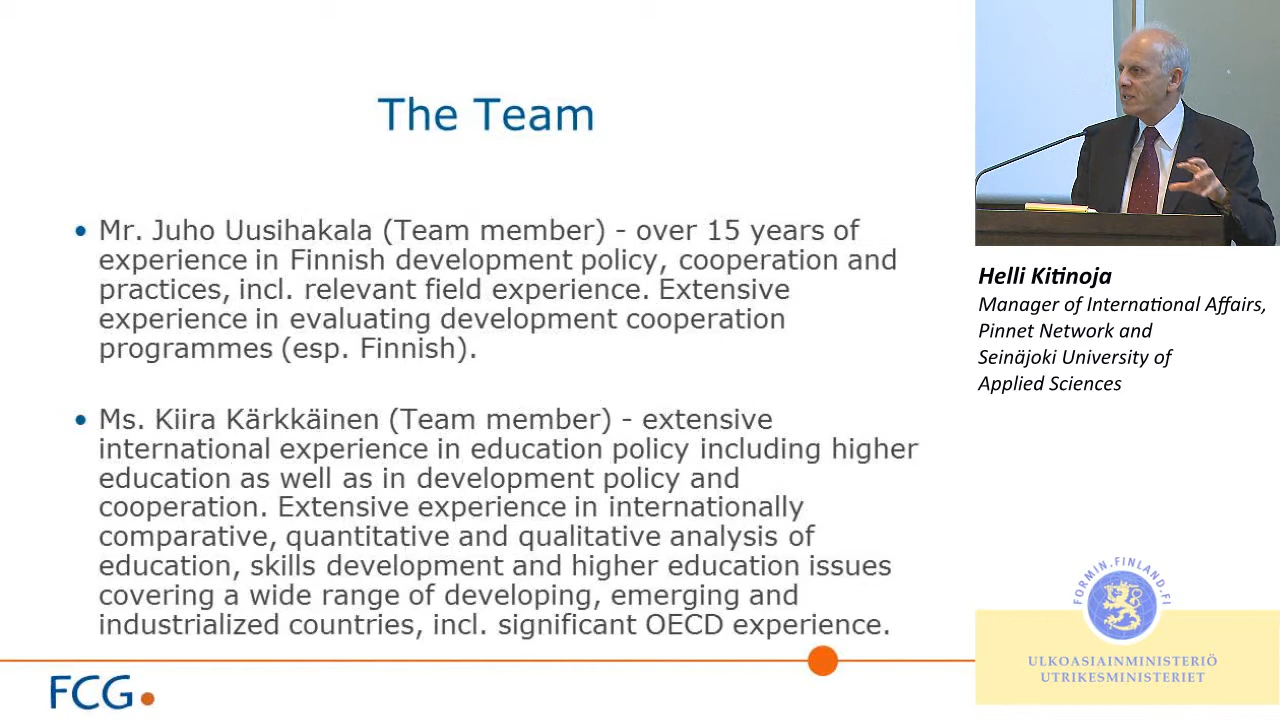 The Team
• Mr. Juho Uusihakala (Team member) - over 15 years of
experience in Finnish development policy, cooperation and
practices, incl. relevant field experience. Extensive
experience in evaluating development cooperation
programmes (esp. Finnish).
• Ms. Kiira Kärkkäinen (Team member) - extensive
international experience in education policy including higher
education as well as in development policy and
cooperation. Extensive experience in internationally
comparative, quantitative and qualitative analysis of
education, skills development and higher education issues
covering a wide range of developing, emerging and
industrialized countries, incl. significant OECD experience.
FCG
Helli Kitinoja
Manager of International Affairs,
Pinnet Network and
Seinäjoki University of
Applied Sciences
FORMIN.FINLAND.FI
ULKOASIAINMINISTERIÖ
UTRIKESMINISTERIET